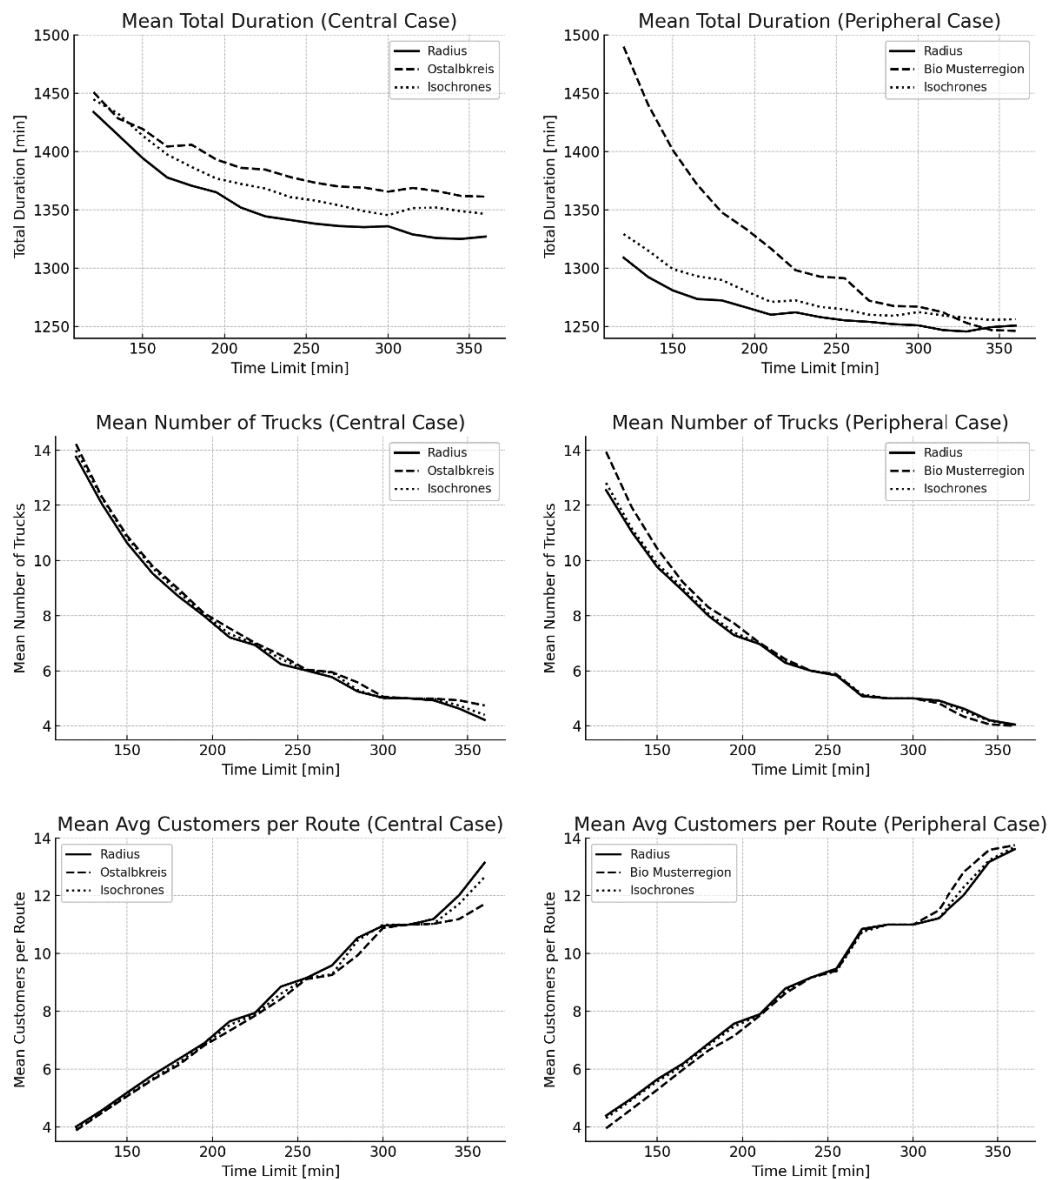 Mean Total Duration (Central Case)
Total Duration [min]
1500
1450
1400
1350
1300
1250
Radius
Ostalbkreis
Isochrones
150
200
250
300
350
Time Limit [min]
Mean Total Duration (Peripheral Case)
Total Duration [min]
1500
1450
1400
1350
1300
1250
Radius
Bio Musterregion
Isochrones
150
200
250
300
350
Time Limit [min]
Mean Number of Trucks (Central Case)
Mean Number of Trucks
14
12
10
8
6
4
Radius
Ostalbkreis
Isochrones
150
200
250
300
350
Time Limit [min]
Mean Number of Trucks (Peripheral Case)
Mean Number of Trucks
14
12
10
8
6
4
Radius
Bio Musterregion
Isochrones
150
200
250
300
350
Time Limit [min]
Mean Avg Customers per Route (Central Case)
Mean Customers per Route
14
12
10
8
6
4
Radius
Ostalbkreis
Isochrones
150
200
250
300
350
Time Limit [min]
Mean Avg Customers per Route (Peripheral Case)
Mean Customers per Route
14
12
10
8
6
4
Radius
Bio Musterregion
Isochrones
150
200
250
300
350
Time Limit [min]